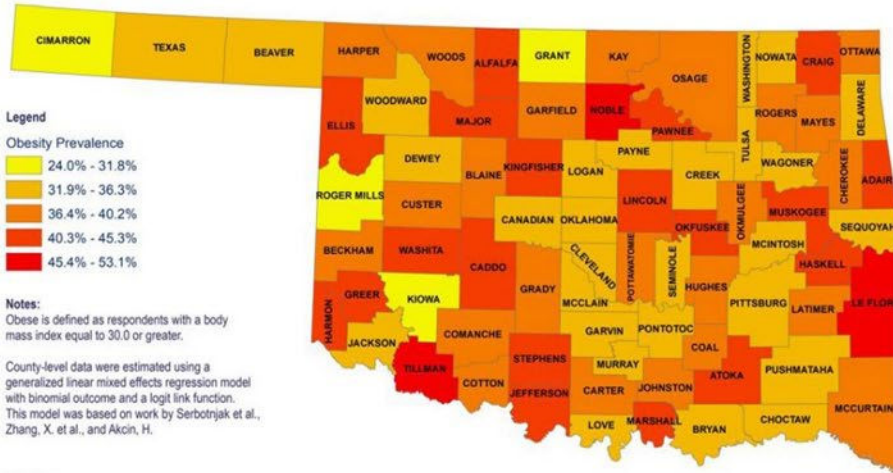 CIMARRON
TEXAS
BEAVER
HARPER
WOODS
ALFALFA
GRANT
KAY
OSAGE
WASHINGTON
NOWATA
CRAIG
OTTAWA
Legend
Obesity Prevalence
24.0% - 31.8%
31.9% - 36.3%
36.4% - 40.2%
40.3% - 45.3%
45.4% - 53.1%
WOODWARD
ELLIS
MAJOR
GARFIELD
NOBLE
PAWNEE
TULSA
ROGERS
MAYES
DELAWARE
ROGER MILLS
DEWEY
BLAINE
KINGFISHER
LOGAN
PAYNE
CREEK
WAGONER
CHEROKEE
ADAIR
CUSTER
CANADIAN
OKLAHOMA
LINCOLN
OKFUSKEE
OKMULGEE
MUSKOGEE
SEQUOYAH
BECKHAM
WASHITA
CADDO
GRADY
CLEVELAND
MCCLAIN
POTTAWATOMIE
SEMINOLE
HUGHES
MCINTOSH
HASKELL
PITTSBURG
LATIMER
LE FLOR
Notes:
Obese is defined as respondents with a body
mass index equal to 30.0 or greater.
HARMON
GREER
KIOWA
JACKSON
COMANCHE
TILLMAN
COTTON
STEPHENS
JEFFERSON
GARVIN
MURRAY
PONTOTOC
COAL
CARTER
JOHNSTON
ATOKA
PUSHMATAHA
LOVE
MARSHALL
BRYAN
CHOCTAW
MCCURTAIN
County-level data were estimated using a
generalized linear mixed effects regression model
with binomial outcome and a logit link function.
This model was based on work by Serbotnjak et al.,
Zhang, X. et al., and Akcin, H.